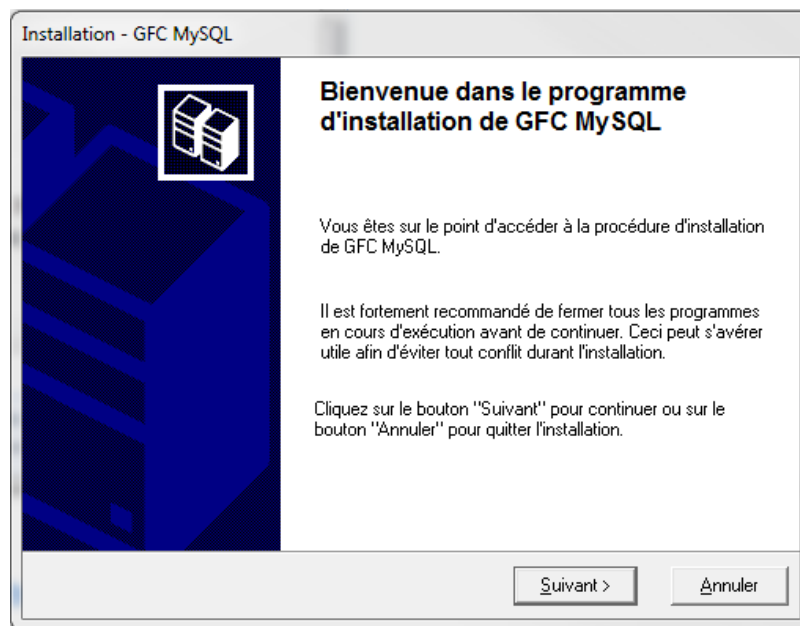 Installation - GFC MySQL
Bienvenue dans le programme
d'installation de GFC MySQL
Vous êtes sur le point d'accéder à la procédure d'installation
de GFC MySQL.
Il est fortement recommandé de fermer tous les programmes
en cours d'exécution avant de continuer. Ceci peut s'avérer
utile afin d'éviter tout conflit durant l'installation.
Cliquez sur le bouton "Suivant" pour continuer ou sur le
bouton "Annuler" pour quitter l'installation.
Suivant >
Annuler